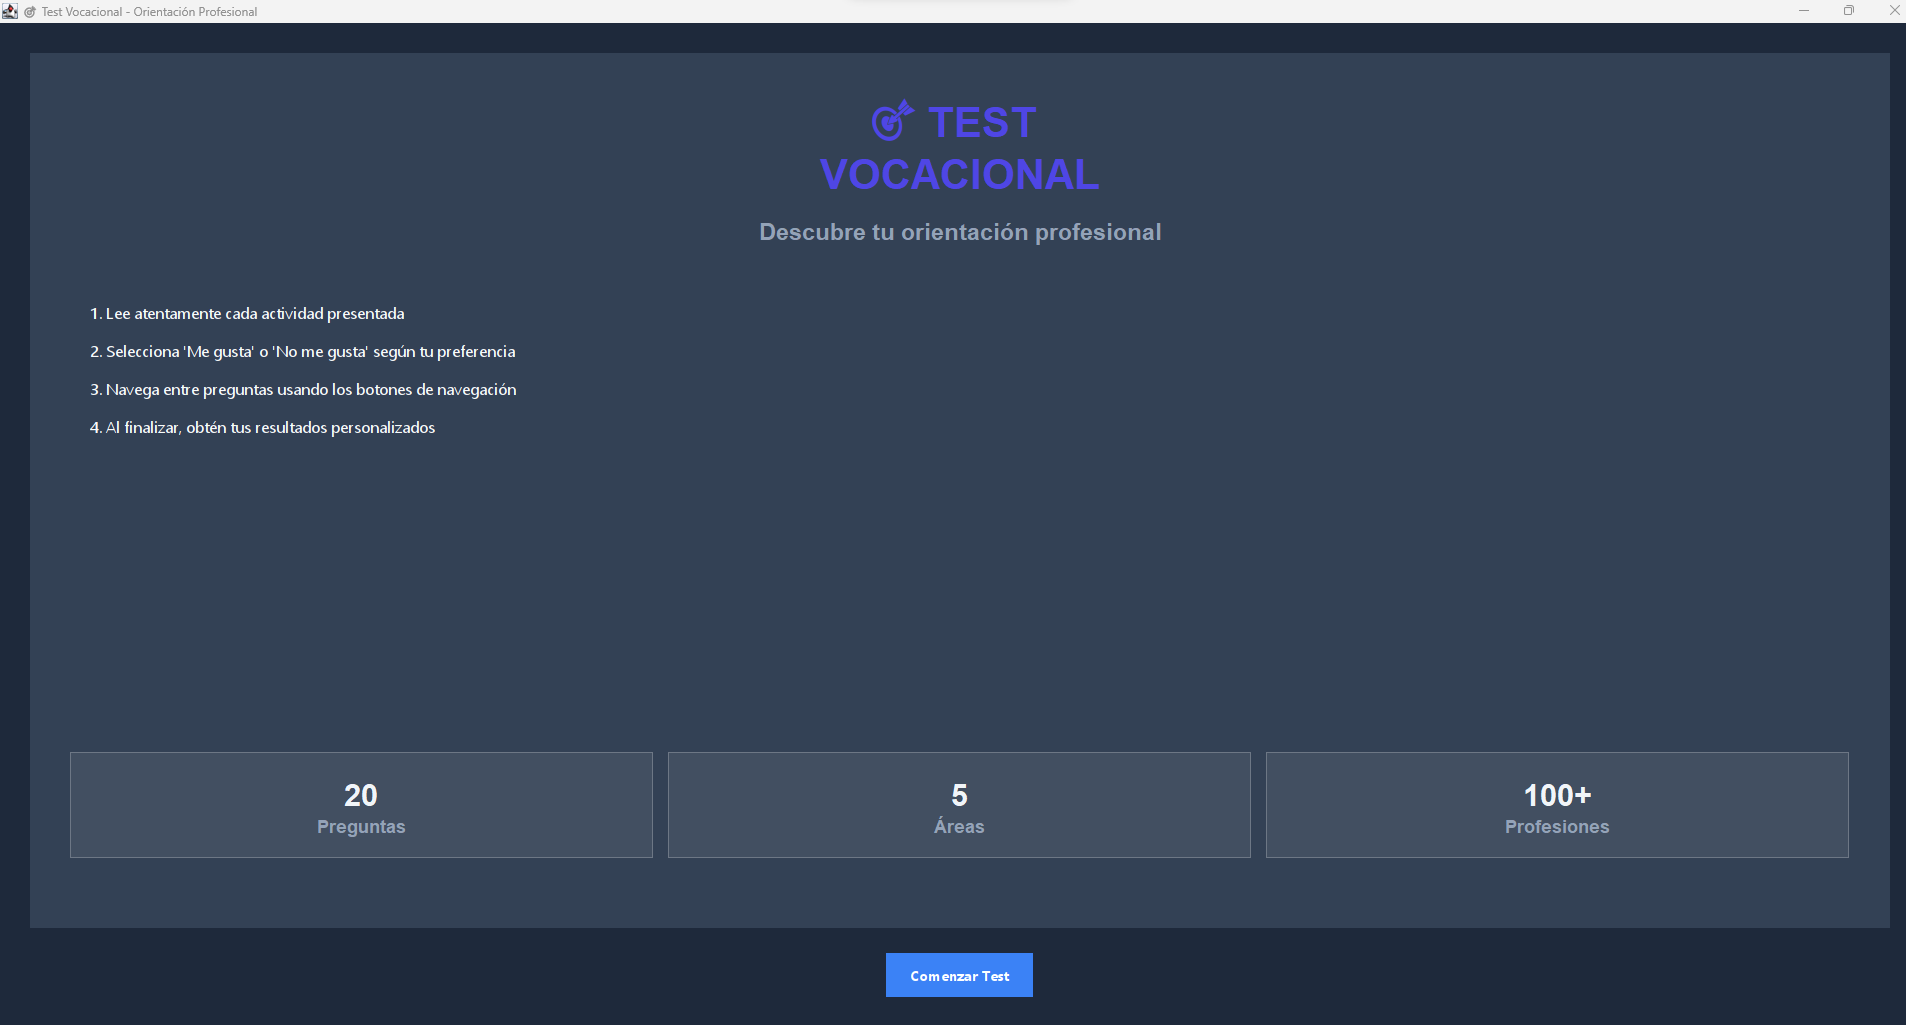 Test Vocacional - Orientación Profesional
TEST
VOCACIONAL
Descubre tu orientación profesional
1. Lee atentamente cada actividad presentada
2. Selecciona 'Me gusta' o 'No me gusta' según tu preferencia
3. Navega entre preguntas usando los botones de navegación
4. Al finalizar, obtén tus resultados personalizados
20
Preguntas
5
Áreas
100+
Profesiones
Comenzar Test